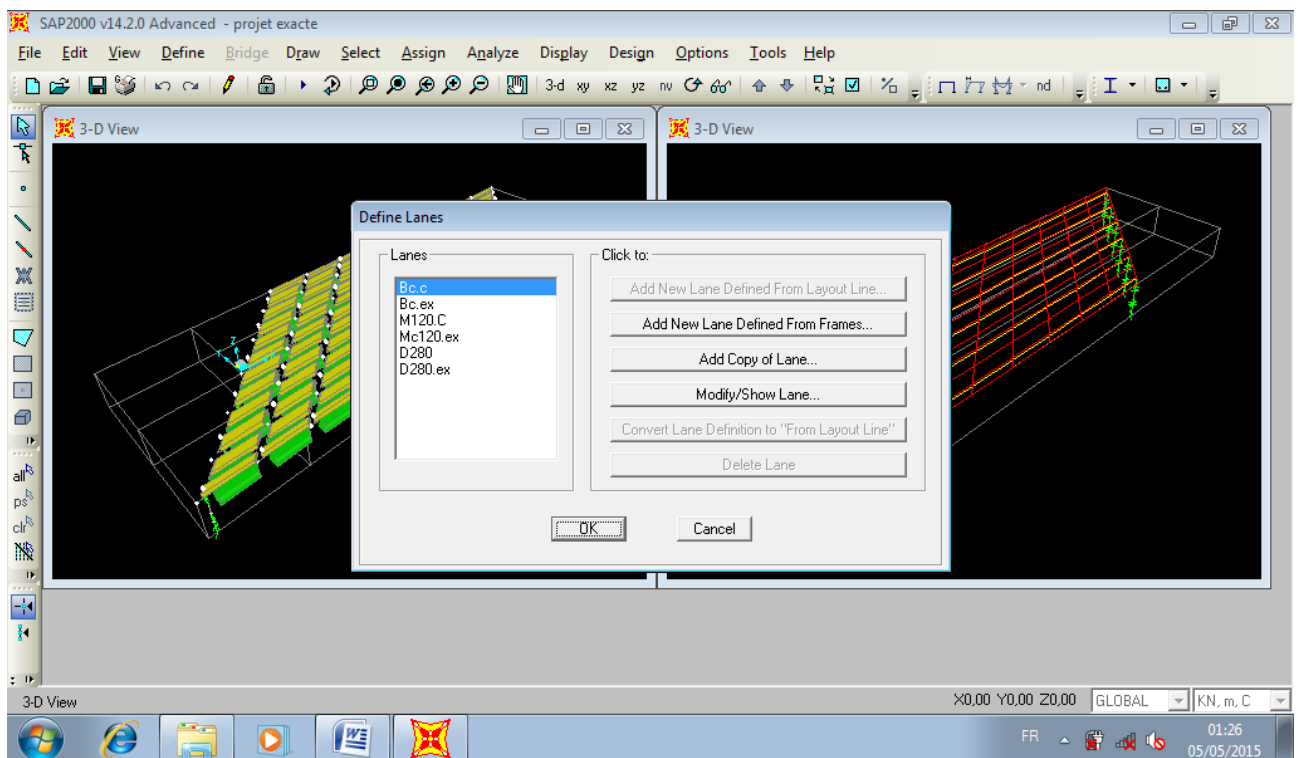 SAP2000 v14.2.0 Advanced - projet exacte
File Edit View Define Bridge Draw Select Assign Analyze Display Design Options Tools Help
3-d xy xz yz nv nd
3-D View
3-D View
Define Lanes
Lanes
Bc.c
Bc.ex
M120.C
Mc120.ex
D280
D280.ex
Click to:
Add New Lane Defined From Layout Line...
Add New Lane Defined From Frames...
Add Copy of Lane...
Modify/Show Lane...
Convert Lane Definition to "From Layout Line"
Delete Lane
OK Cancel
Z
all
ps
clr
3-D View
X0,00 Y0,00 Z0,00 GLOBAL KN, m, C
FR
01:26
05/05/2015